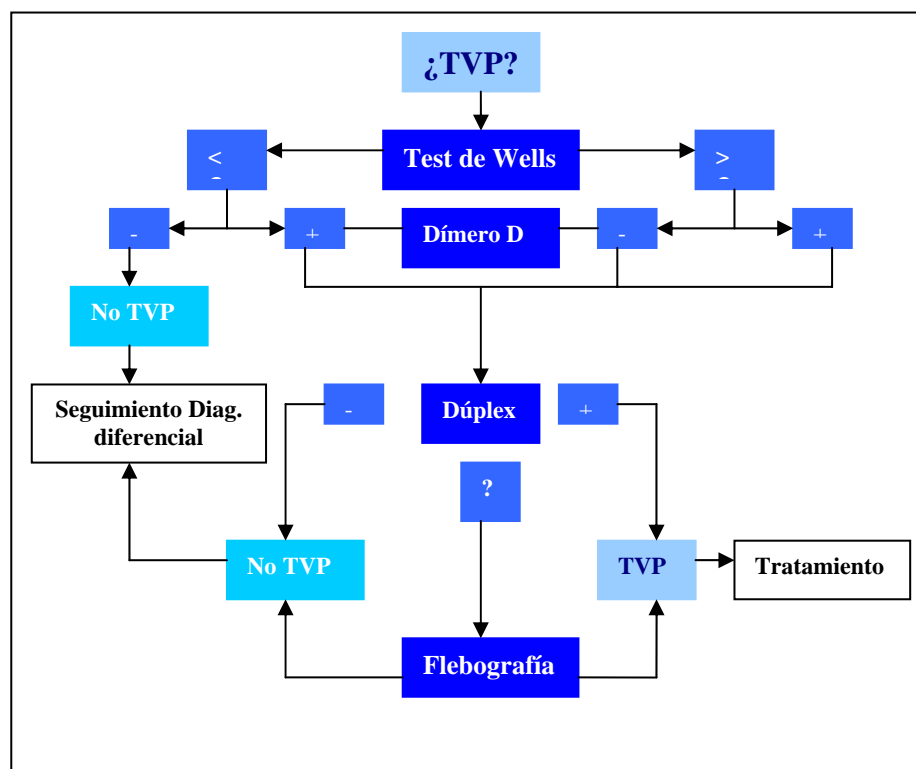 ¿TVP?
Test de Wells
<
>
-
+
Dímero D
-
+
No TVP
Seguimiento Diag.
diferencial
-
Dúplex
+
?
No TVP
TVP
Tratamiento
Flebografía